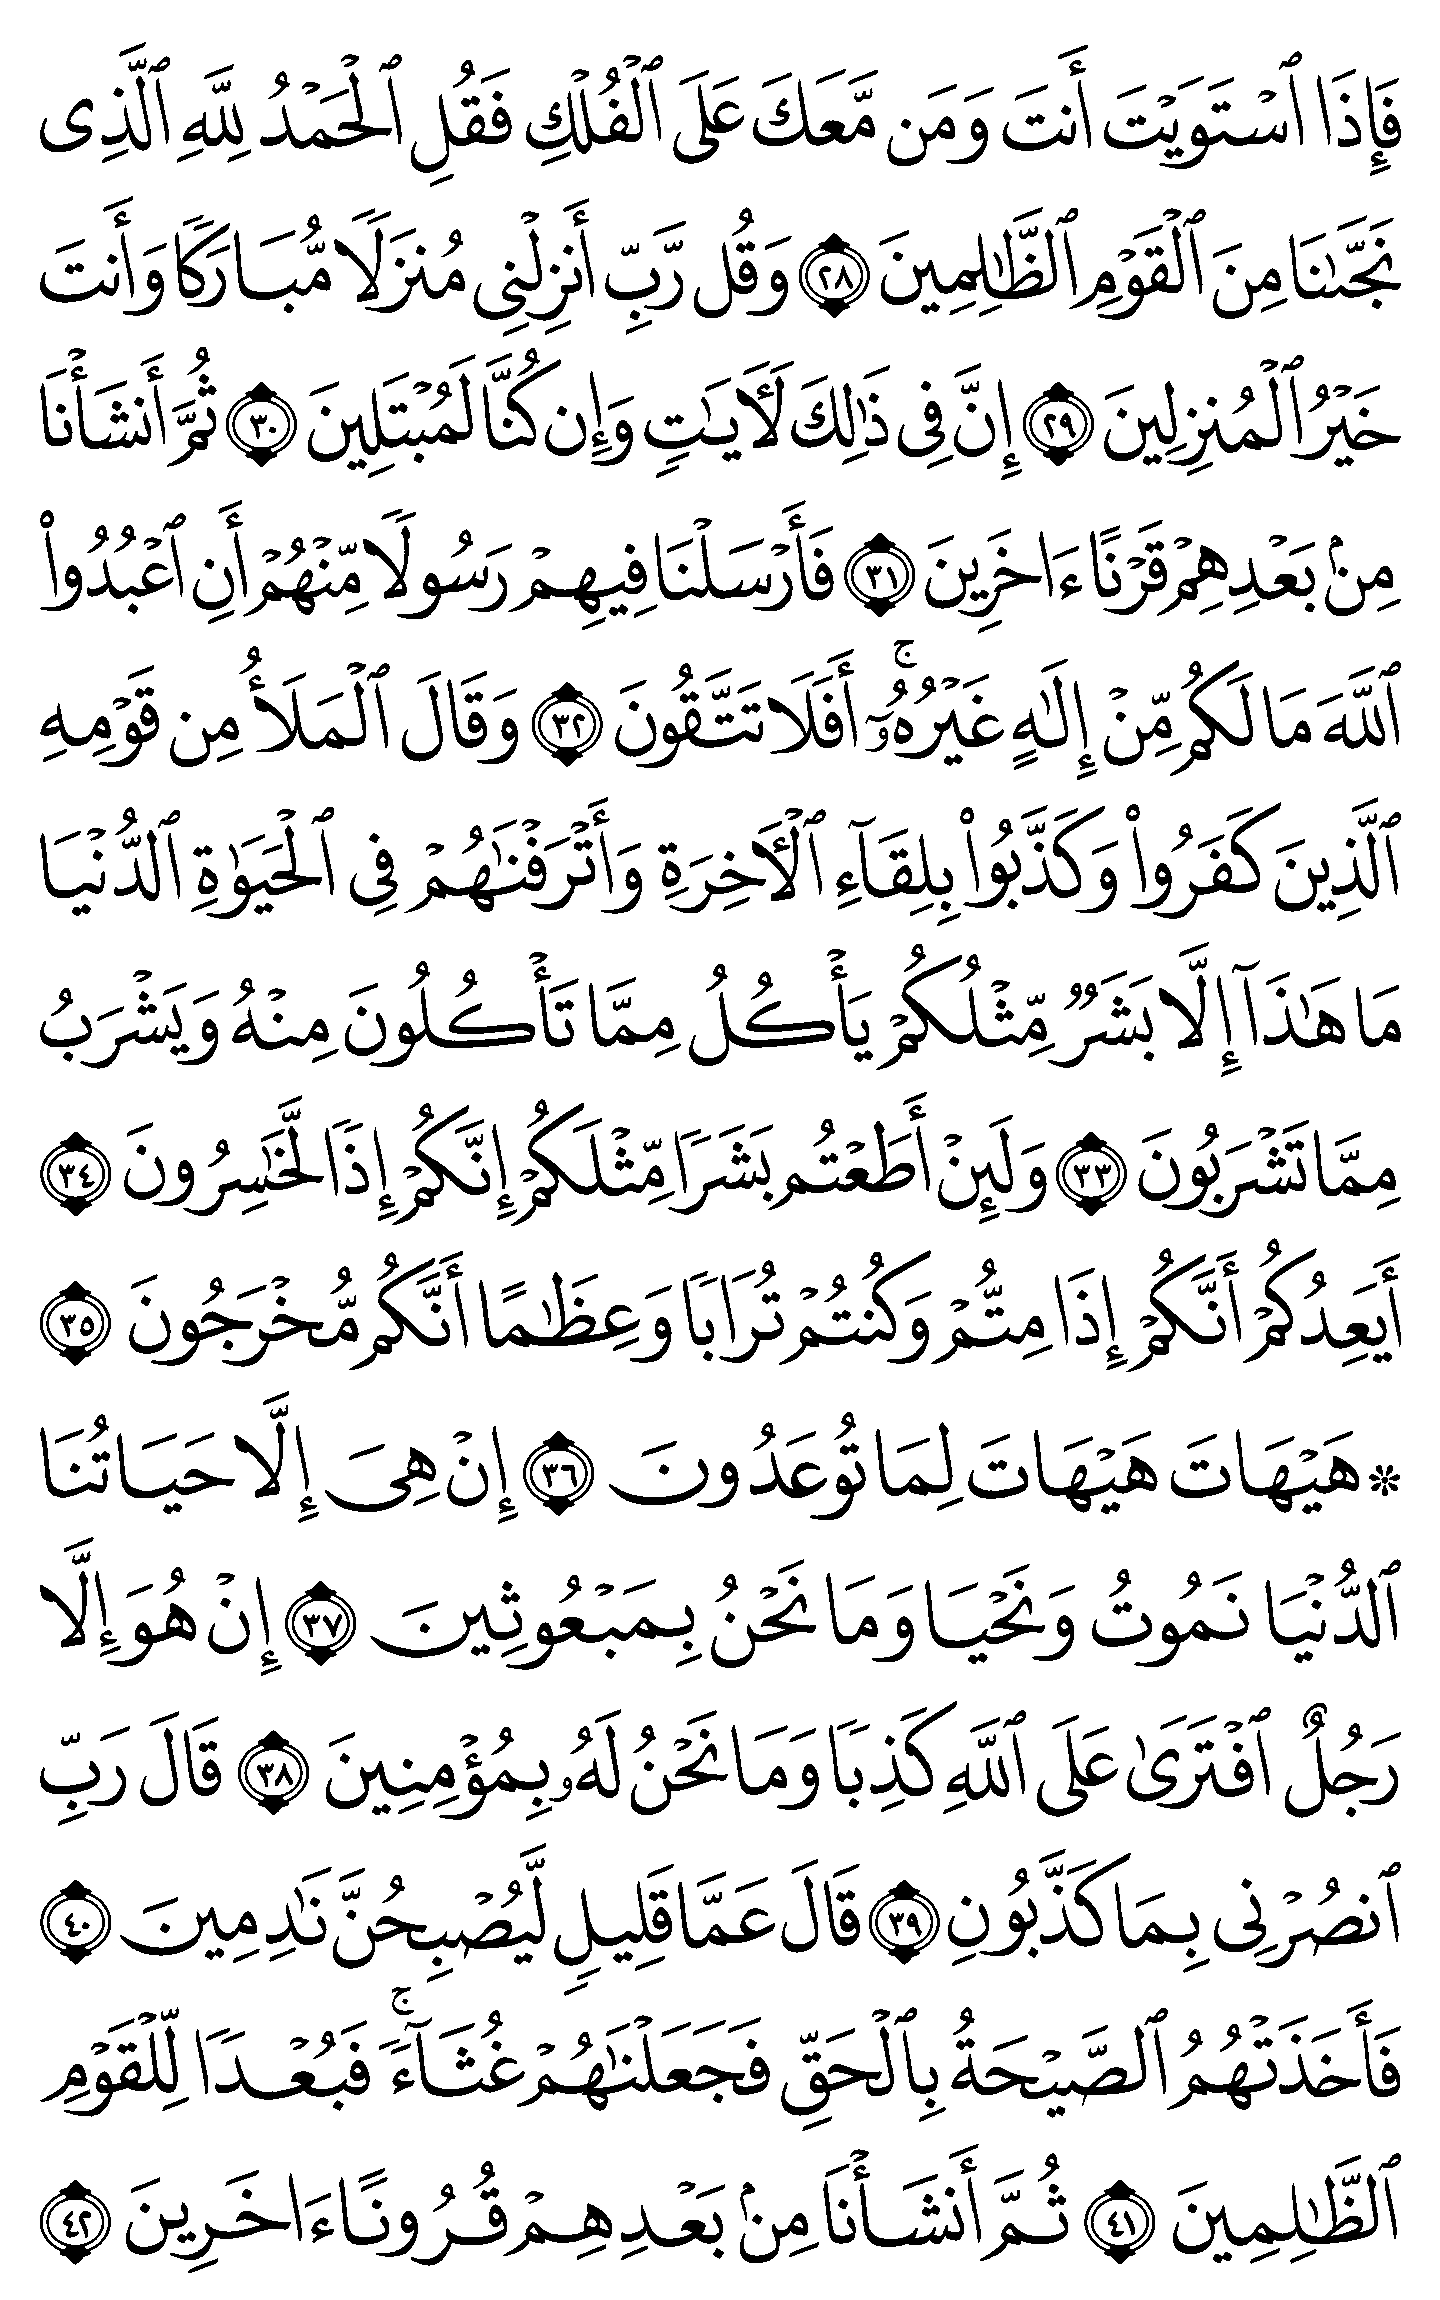 فَإِذَا ٱسْتَوَيْتَ أَنتَ وَمَن مَّعَكَ عَلَى ٱلْفُلْكِ فَقُلِ ٱلْحَمْدُ لِلَّهِ ٱلَّذِى
نَجَّىٰنَا مِنَ ٱلْقَوْمِ ٱلظَّـٰلِمِينَ ٢٨ وَقُل رَّبِّ أَنزِلْنِى مُنزَلًا مُّبَارَكًا وَأَنتَ
خَيْرُ ٱلْمُنزِلِينَ ٢٩ إِنَّ فِى ذَٰلِكَ لَـَٔايَـٰتٍ وَإِن كُنَّا لَمُبْتَلِينَ ٣٠ ثُمَّ أَنشَأْنَا
مِنۢ بَعْدِهِمْ قَرْنًا ءَاخَرِينَ ٣١ فَأَرْسَلْنَا فِيهِمْ رَسُولًا مِّنْهُمْ أَنِ ٱعْبُدُوا۟
ٱللَّهَ مَا لَكُم مِّنْ إِلَـٰهٍ غَيْرُهُۥٓ ۚ أَفَلَا تَتَّقُونَ ٣٢ وَقَالَ ٱلْمَلَأُ مِن قَوْمِهِ
ٱلَّذِينَ كَفَرُوا۟ وَكَذَّبُوا۟ بِلِقَآءِ ٱلْـَٔاخِرَةِ وَأَتْرَفْنَـٰهُمْ فِى ٱلْحَيَوٰةِ ٱلدُّنْيَا
مَا هَـٰذَآ إِلَّا بَشَرٌ مِّثْلُكُمْ يَأْكُلُ مِمَّا تَأْكُلُونَ مِنْهُ وَيَشْرَبُ
مِمَّا تَشْرَبُونَ ٣٣ وَلَئِنْ أَطَعْتُم بَشَرًا مِّثْلَكُمْ إِنَّكُمْ إِذًا لَّخَـٰسِرُونَ ٣٤
أَيَعِدُكُمْ أَنَّكُمْ إِذَا مِتُّمْ وَكُنتُمْ تُرَابًا وَعِظَـٰمًا أَنَّكُم مُّخْرَجُونَ ٣٥
۞ هَيْهَاتَ هَيْهَاتَ لِمَا تُوعَدُونَ ٣٦ إِنْ هِىَ إِلَّا حَيَاتُنَا
ٱلدُّنْيَا نَمُوتُ وَنَحْيَا وَمَا نَحْنُ بِمَبْعُوثِينَ ٣٧ إِنْ هُوَ إِلَّا
رَجُلٌ ٱفْتَرَىٰ عَلَى ٱللَّهِ كَذِبًا وَمَا نَحْنُ لَهُۥ بِمُؤْمِنِينَ ٣٨ قَالَ رَبِّ
ٱنصُرْنِى بِمَا كَذَّبُونِ ٣٩ قَالَ عَمَّا قَلِيلٍ لَّيُصْبِحُنَّ نَـٰدِمِينَ ٤٠
فَأَخَذَتْهُمُ ٱلصَّيْحَةُ بِٱلْحَقِّ فَجَعَلْنَـٰهُمْ غُثَآءً ۚ فَبُعْدًا لِّلْقَوْمِ
ٱلظَّـٰلِمِينَ ٤١ ثُمَّ أَنشَأْنَا مِنۢ بَعْدِهِمْ قُرُونًا ءَاخَرِينَ ٤٢